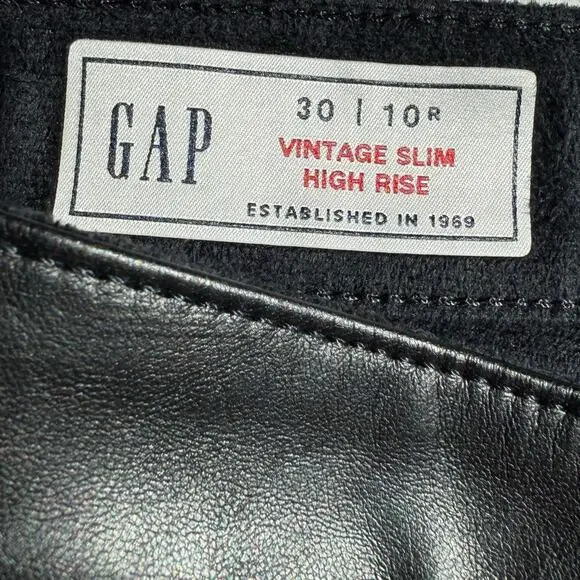 GAP
30 | 10R
VINTAGE SLIM
HIGH RISE
ESTABLISHED IN 1969